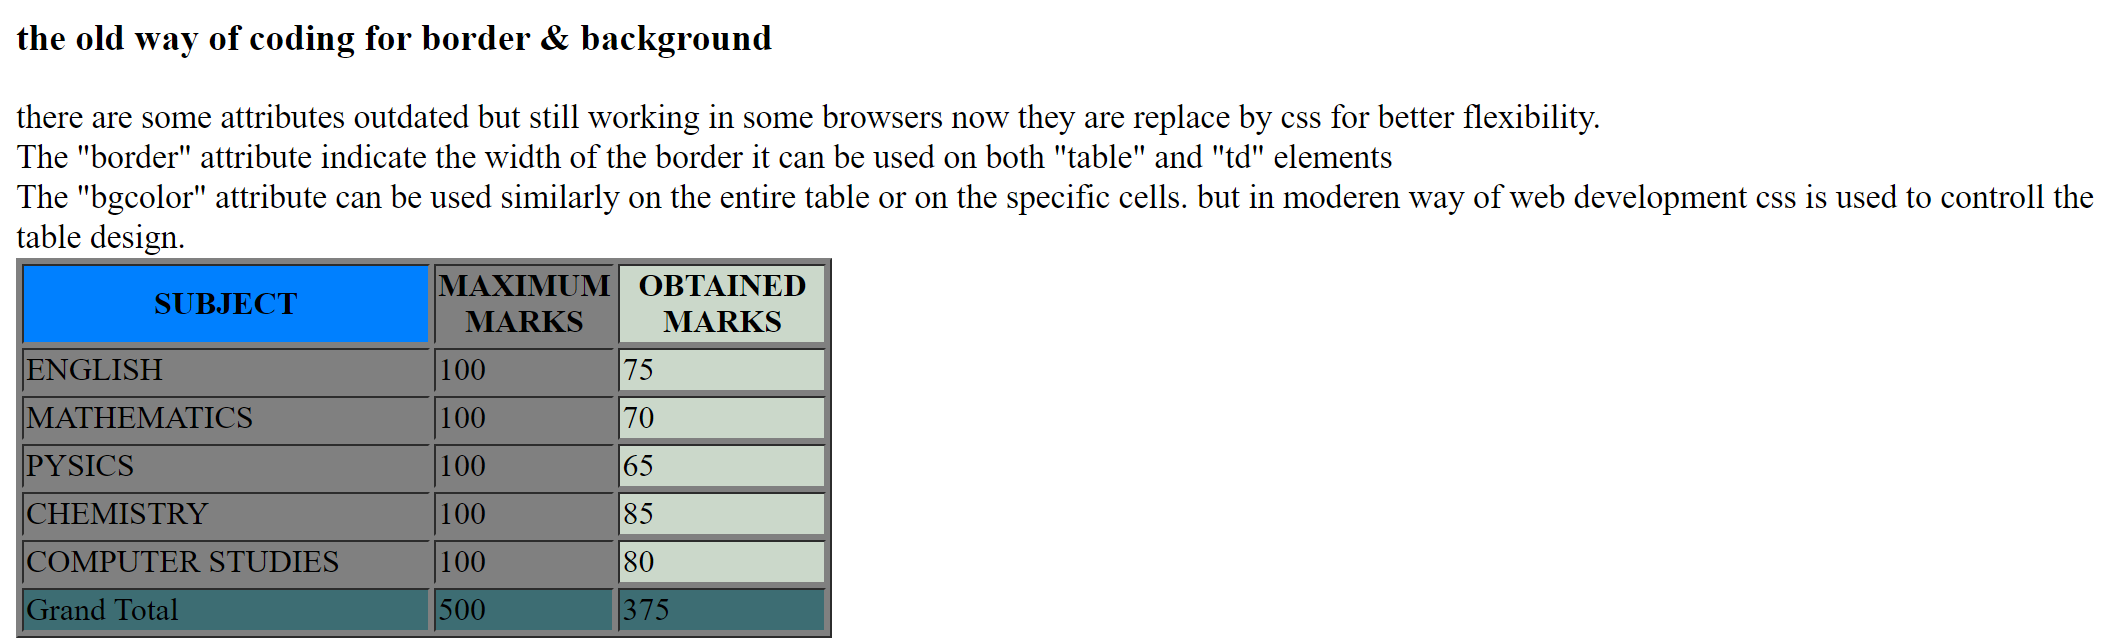 the old way of coding for border & background
there are some attributes outdated but still working in some browsers now they are replace by css for better flexibility.
The "border" attribute indicate the width of the border it can be used on both "table" and "td" elements
The "bgcolor" attribute can be used similarly on the entire table or on the specific cells. but in moderen way of web development css is used to controll the
table design.
SUBJECT MAXIMUM MARKS OBTAINED MARKS
ENGLISH 100 75
MATHEMATICS 100 70
PYSICS 100 65
CHEMISTRY 100 85
COMPUTER STUDIES 100 80
Grand Total 500 375